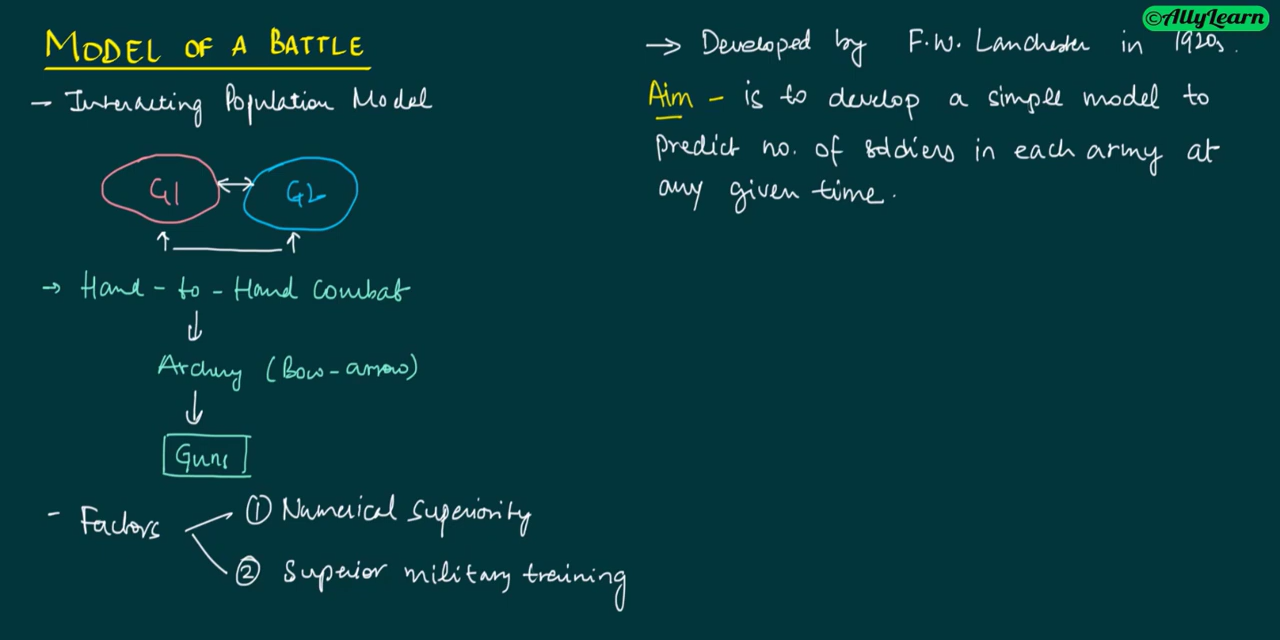 ©AllyLearn
MODEL OF A BATTLE
- Interacting Population Model
G1
G2
→ Hand - to - Hand combat
↓
Archery (Bow-arrow)
↓
Guns
- Factors
① Numerical superiority
② Superior military training
→ Developed by F.W. Lanchester in 1920s.
Aim - is to develop a simple model to
predict no. of soldiers in each army at
any given time.